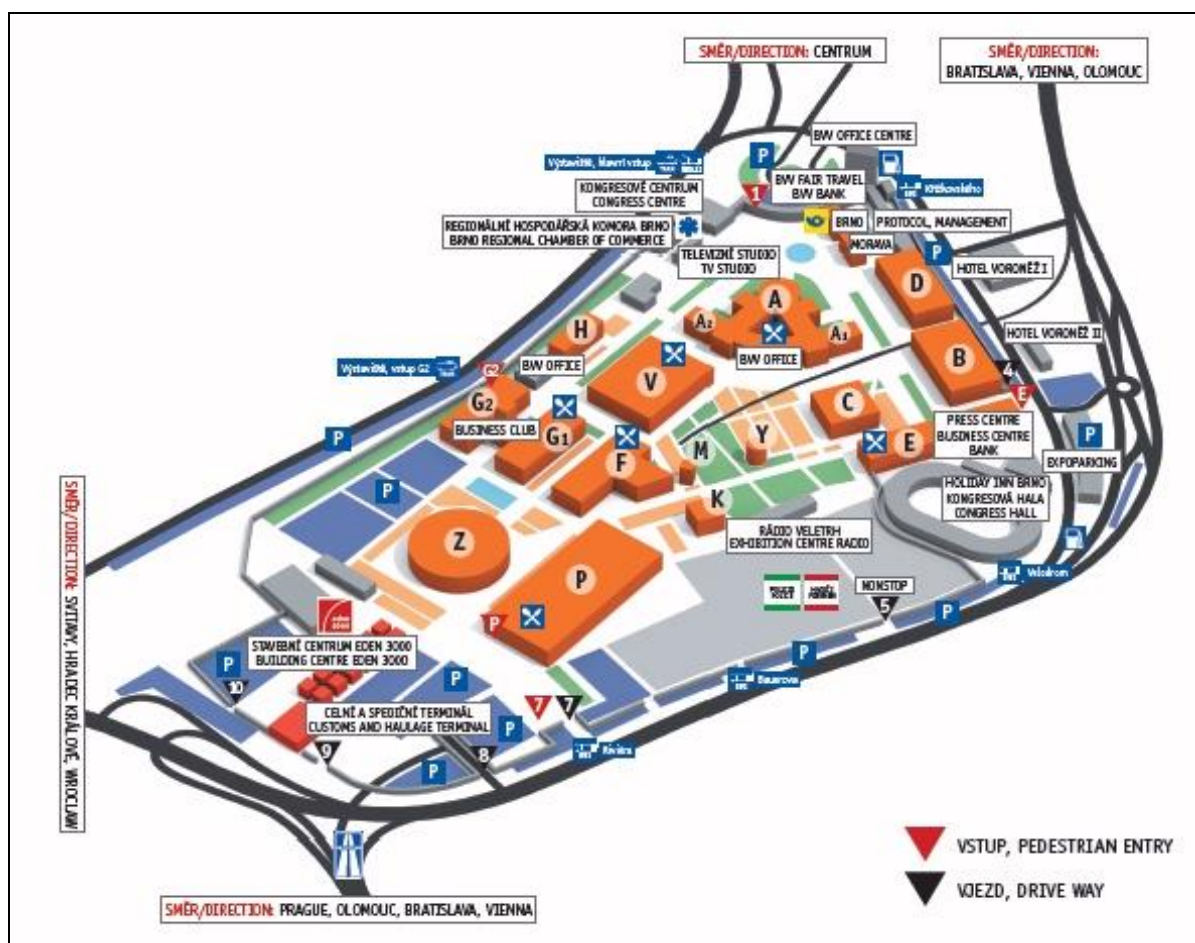 SMĚR/DIRECTION: CENTRUM
SMĚR/DIRECTION:
BRATISLAVA, VIENNA, OLOMOUC
BVV OFFICE CENTRE
P
Výstaviště, hlavní vstup
KONGRESOVÉ CENTRUM
CONGRESS CENTRE
BVV FAIR TRAVEL
BVV BANK
1
Křížkovského
REGIONÁLNÍ HOSPODÁŘSKÁ KOMORA BRNO
BRNO REGIONAL CHAMBER OF COMMERCE
BRNO
PROTOCOL, MANAGEMENT
MORAVA
P
TELEVIZNÍ STUDIO
TV STUDIO
HOTEL VORONĚŽ I
D
A
A2
A1
H
HOTEL VORONĚŽ II
B
BVV OFFICE
BVV OFFICE
Výstaviště, vstup G2
G2
V
4
E
G2
C
BUSINESS CLUB
G1
Y
E
PRESS CENTRE
BUSINESS CENTRE
BANK
P
P
M
F
EXPOPARKING
P
K
HOLIDAY INN BRNO
KONGRESOVÁ HALA
CONGRESS HALL
RÁDIO VELETRH
EXHIBITION CENTRE RADIO
Z
P
Velodrom
NONSTOP
5
P
P
SMĚR/DIRECTION: SVITAVY, HRADEC KRÁLOVÉ, WROCLAW
STAVEBNÍ CENTRUM EDEN 3000
BUILDING CENTRE EDEN 3000
P
P
P
Bauerova
10
CELNÍ A SPEDIČNÍ TERMINÁL
CUSTOMS AND HAULAGE TERMINAL
7
7
P
9
8
P
Riviéra
VSTUP, PEDESTRIAN ENTRY
VJEZD, DRIVE WAY
SMĚR/DIRECTION: PRAGUE, OLOMOUC, BRATISLAVA, VIENNA